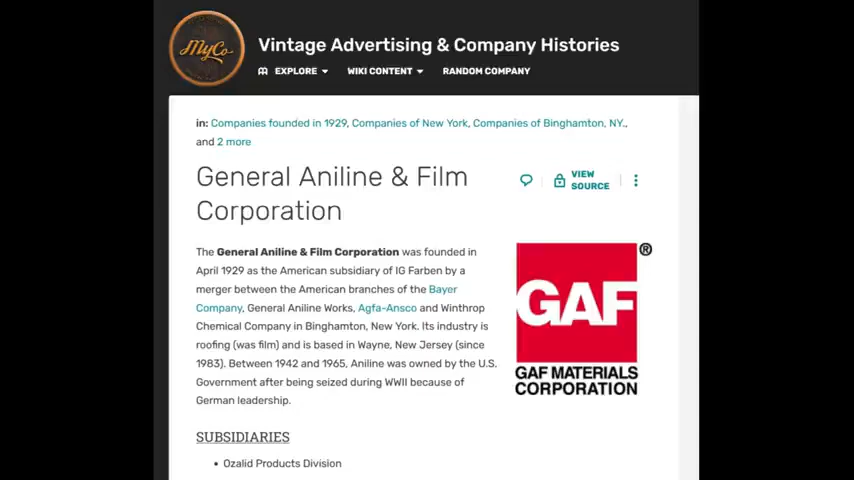 MyCo.
Vintage Advertising & Company Histories
EXPLORE WIKI CONTENT RANDOM COMPANY
in: Companies founded in 1929, Companies of New York, Companies of Binghamton, NY.,
and 2 more
General Aniline & Film
Corporation
VIEW
SOURCE
The General Aniline & Film Corporation was founded in
April 1929 as the American subsidiary of IG Farben by a
merger between the American branches of the Bayer
Company, General Aniline Works, Agfa-Ansco and Winthrop
Chemical Company in Binghamton, New York. Its industry is
roofing (was film) and is based in Wayne, New Jersey (since
1983). Between 1942 and 1965, Aniline was owned by the U.S.
Government after being seized during WWII because of
German leadership.
GAF®
GAF MATERIALS
CORPORATION
SUBSIDIARIES
• Ozalid Products Division